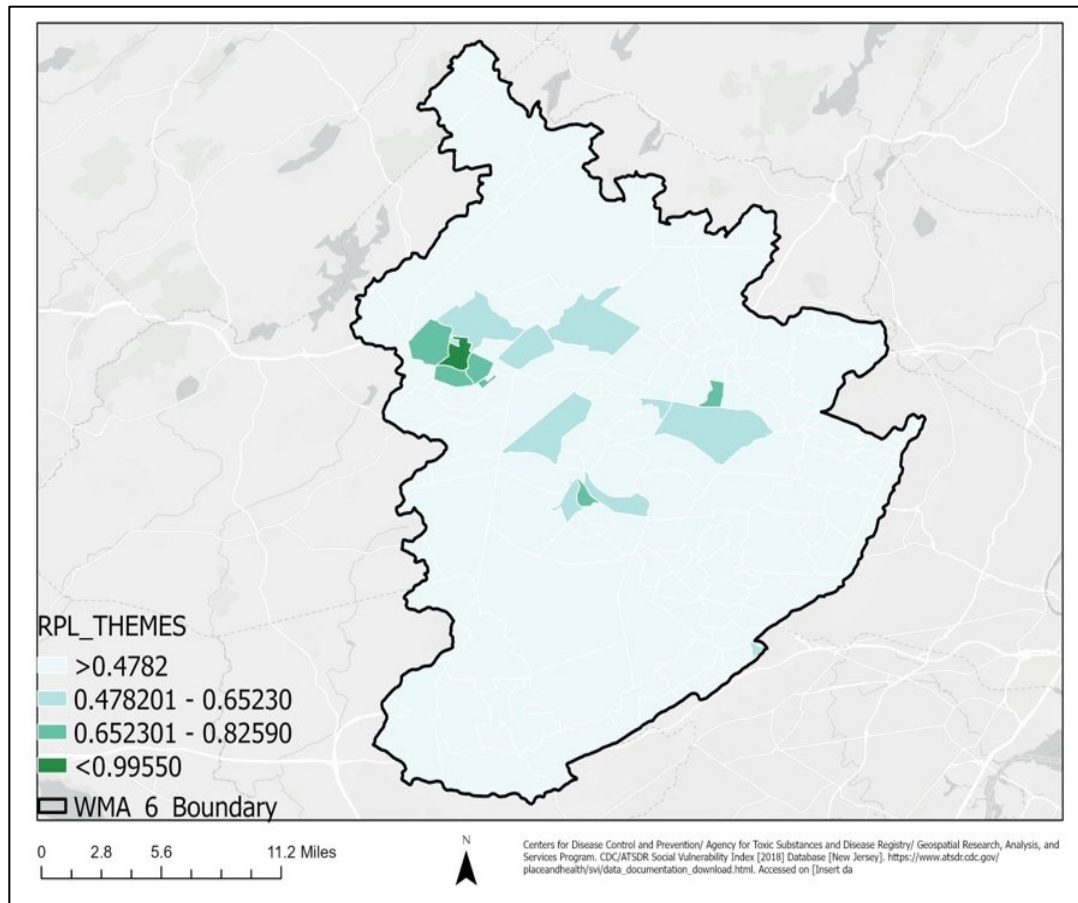 RPL_THEMES
>0.4782
0.478201 - 0.65230
0.652301 - 0.82590
<0.99550
WMA 6 Boundary
0 2.8 5.6 11.2 Miles
N
Centers for Disease Control and Prevention/ Agency for Toxic Substances and Disease Registry/ Geospatial Research, Analysis, and
Services Program. CDC/ATSDR Social Vulnerability Index [2018] Database [New Jersey]. https://www.atsdr.cdc.gov/
placeandhealth/svi/data_documentation_download.html. Accessed on [Insert da